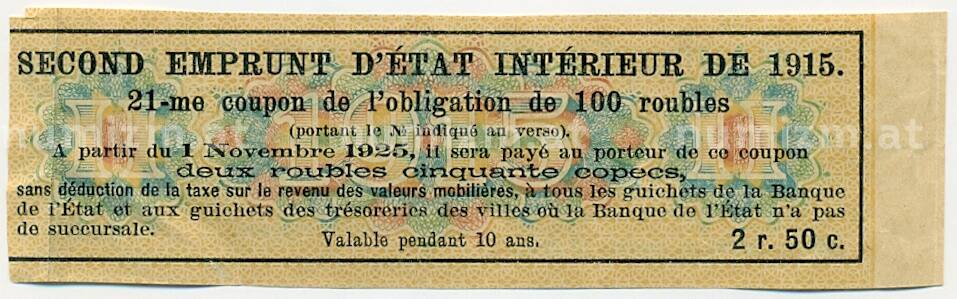 SECOND EMPRUNT D'ÉTAT INTÉRIEUR DE 1915.
21-me coupon de l'obligation de 100 roubles
(portant le № indiqué au verso).
A partir du 1 Novembre 1925, il sera payé au porteur de ce coupon
deux roubles cinquante copecs,
sans déduction de la taxe sur le revenu des valeurs mobilières, à tous les guichets de la Banque
de l'État et aux guichets des trésoreries des villes où la Banque de l'État n'a pas
de succursale.
Valable pendant 10 ans.
2 r. 50 c.